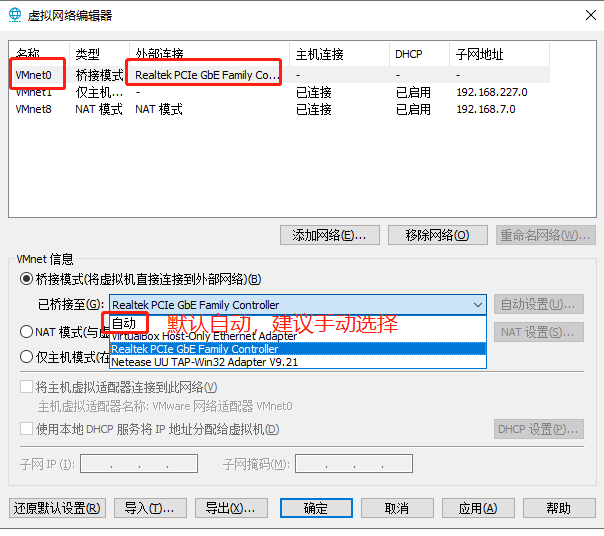 虚拟网络编辑器
名称 类型 外部连接 主机连接 DHCP 子网地址
VMnet0 桥接模式 Realtek PCIe GbE Family Co... - - -
VMnet1 仅主机... - 已连接 已启用 192.168.227.0
VMnet8 NAT 模式 NAT 模式 已连接 已启用 192.168.7.0
添加网络(E)... 移除网络(O) 重命名网络(W)...
VMnet 信息
桥接模式(将虚拟机直接连接到外部网络)(B)
已桥接至(G): Realtek PCIe GbE Family Controller 自动设置(U)...
自动 默认自动，建议手动选择
NAT 模式(与虚 VirtualBox Host-Only Ethernet Adapter NAT 设置(S)...
Realtek PCIe GbE Family Controller
仅主机模式(在 Netease UU TAP-Win32 Adapter V9.21
将主机虚拟适配器连接到此网络(V)
主机虚拟适配器名称: VMware 网络适配器 VMnet0
使用本地 DHCP 服务将 IP 地址分配给虚拟机(D) DHCP 设置(P)...
子网 IP (I): . . . 子网掩码(M): . . .
还原默认设置(R) 导入(T)... 导出(X)... 确定 取消 应用(A) 帮助